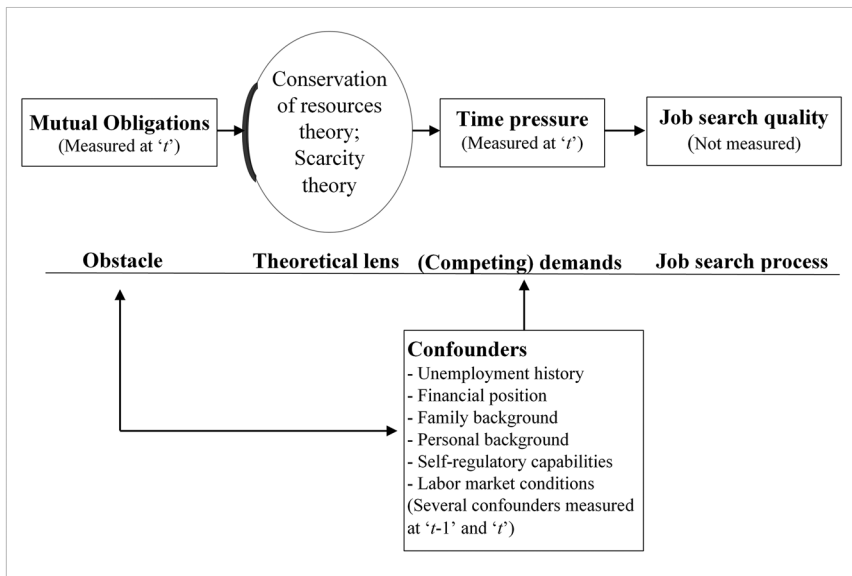 Mutual Obligations
(Measured at ‘t’)
Conservation
of resources
theory;
Scarcity
theory
Time pressure
(Measured at ‘t’)
Job search quality
(Not measured)
Obstacle
Theoretical lens
(Competing) demands
Job search process
Confounders
- Unemployment history
- Financial position
- Family background
- Personal background
- Self-regulatory capabilities
- Labor market conditions
(Several confounders measured
at ‘t-1’ and ‘t’)